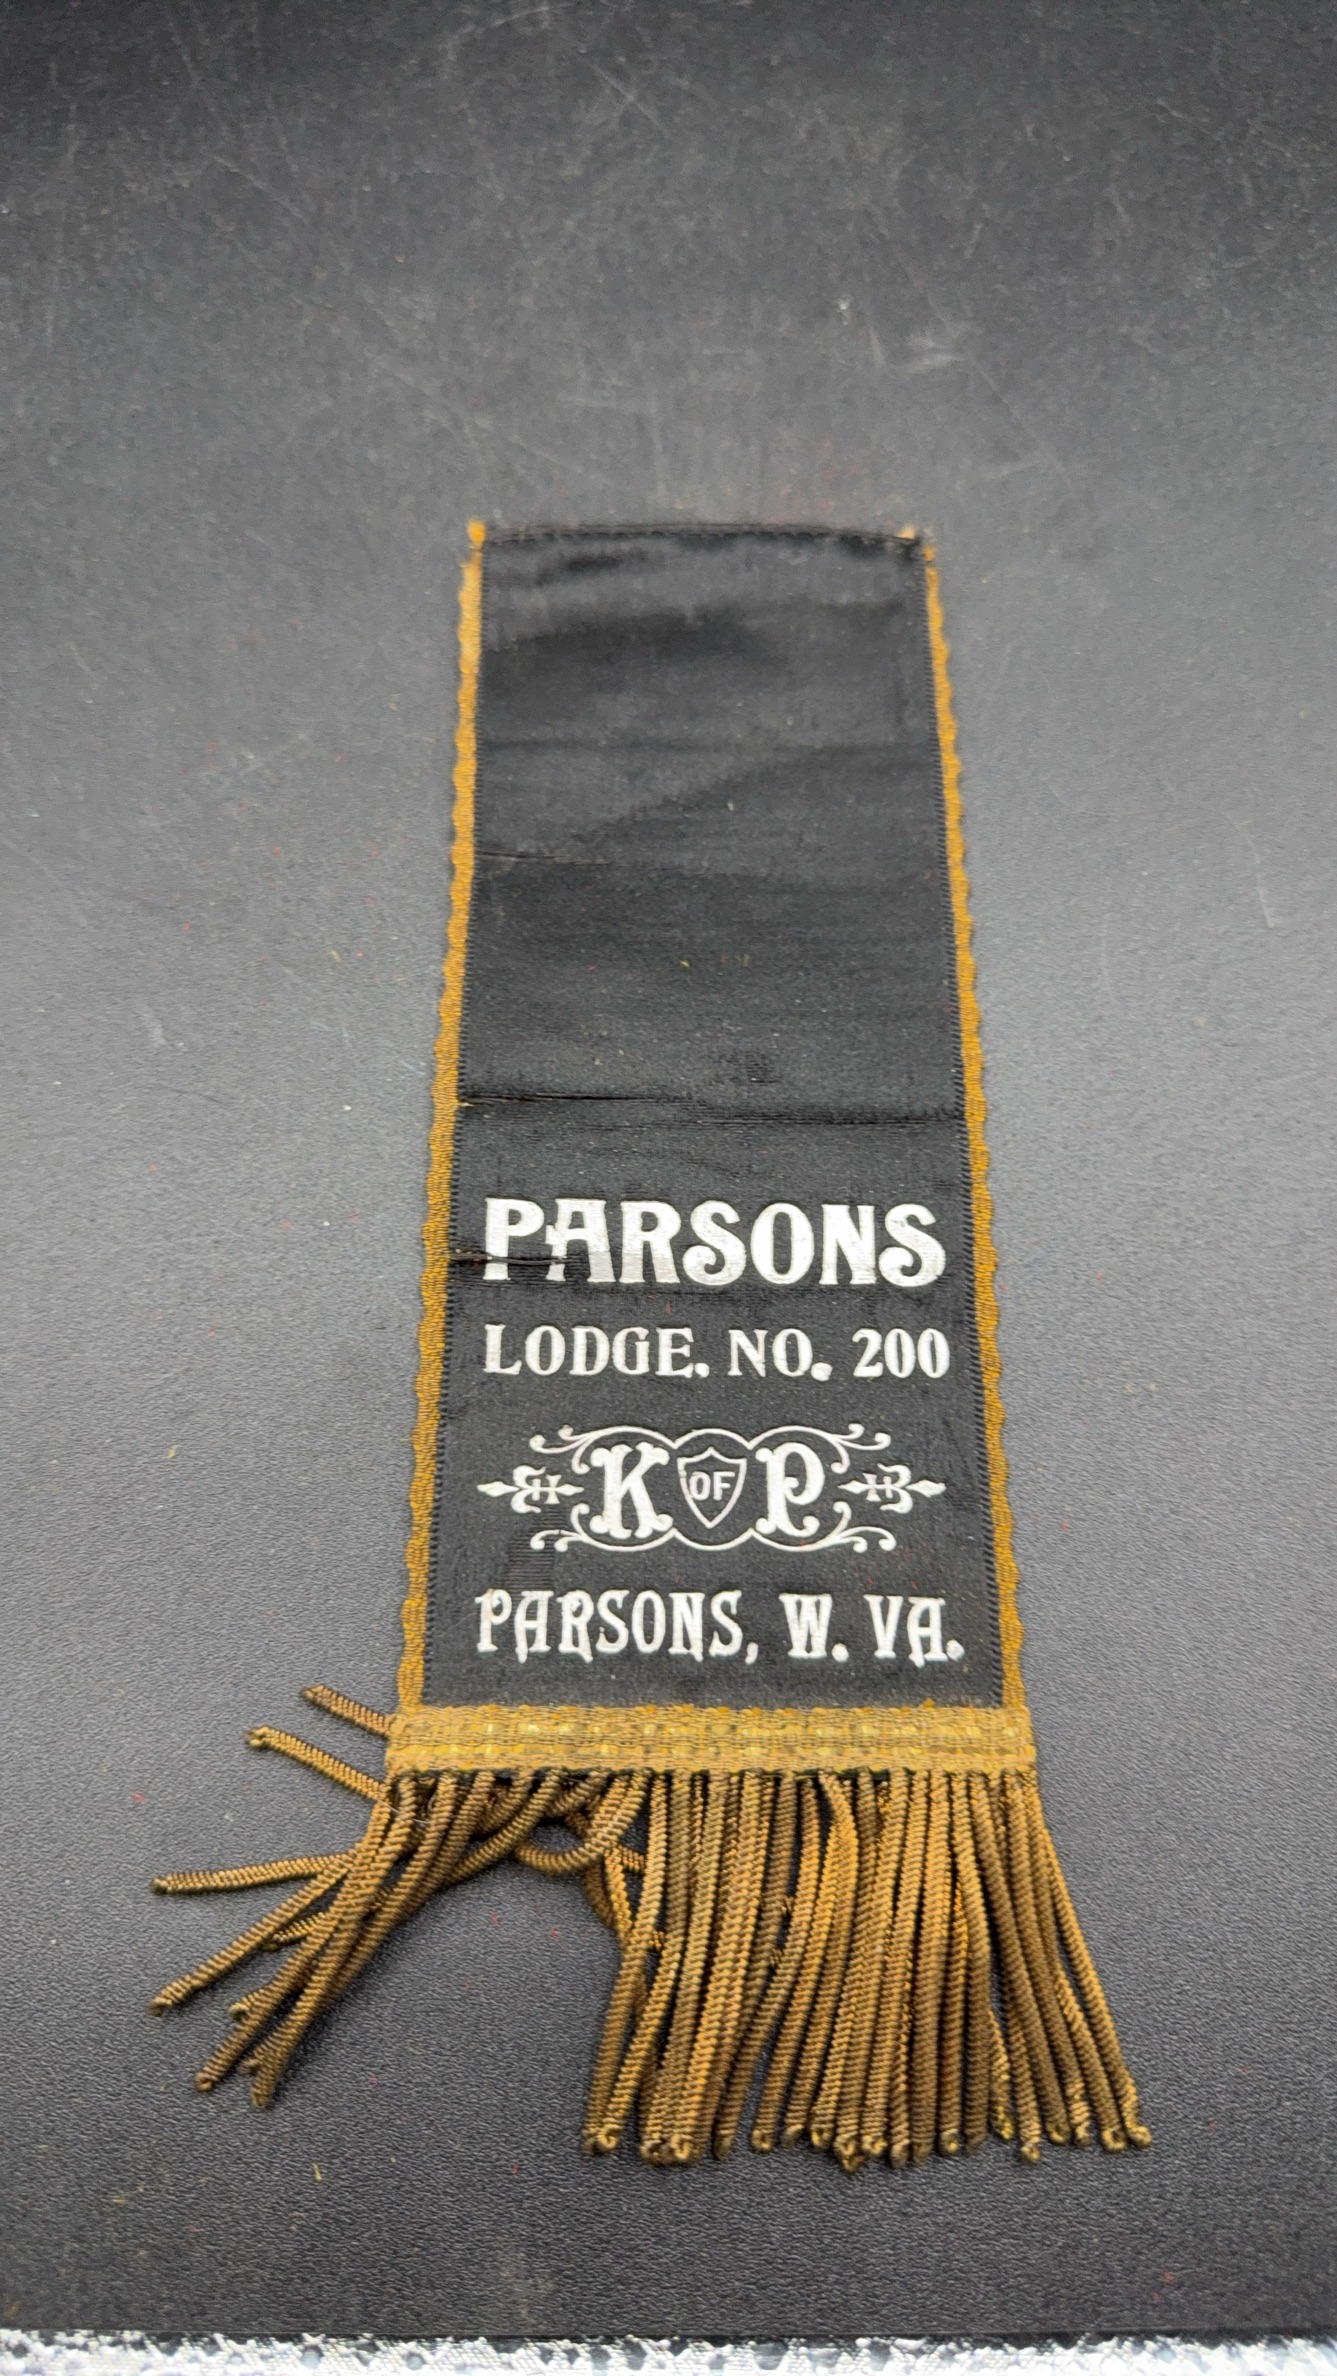 PARSONS
LODGE. NO. 200
K OF P
PARSONS, W. VA.